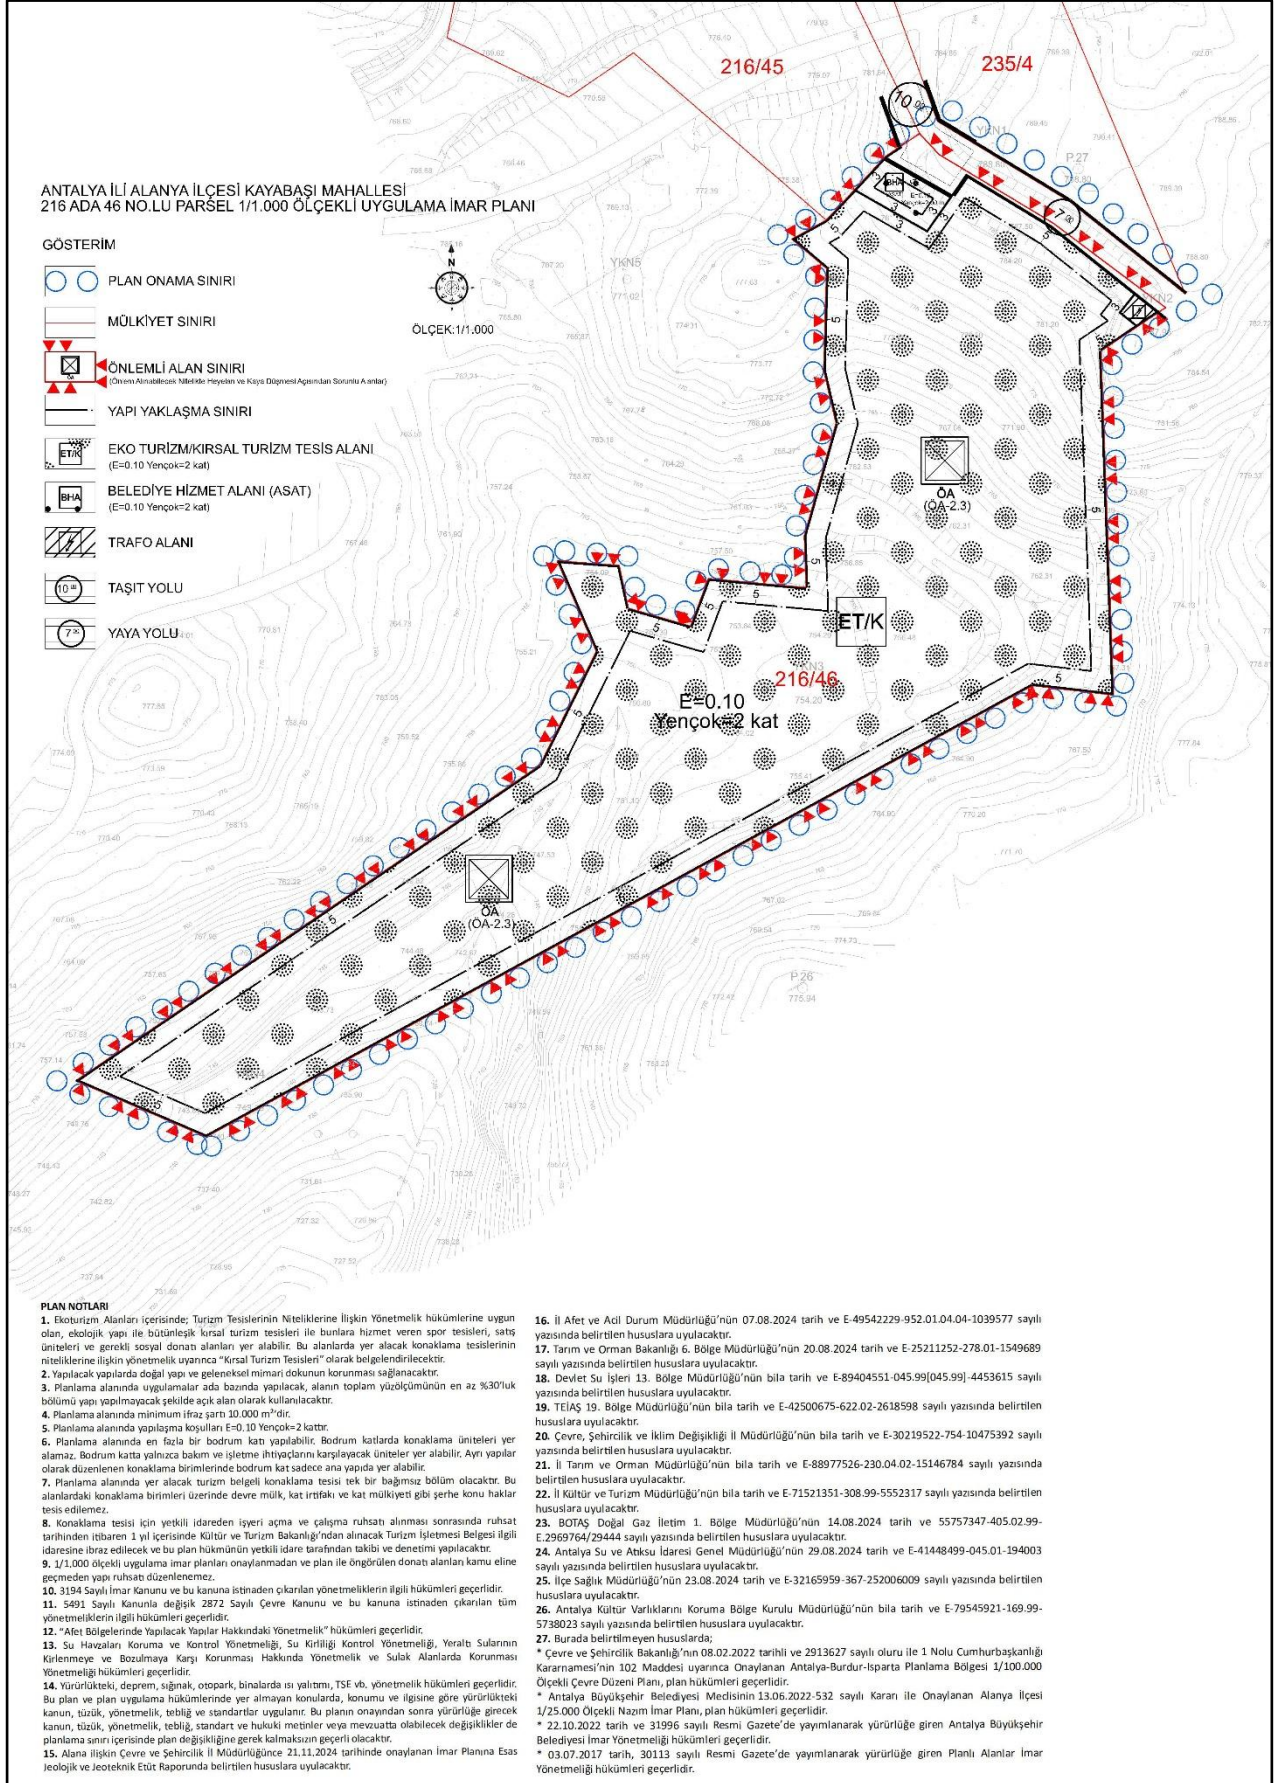 216/45
235/4
10.00
YKN1
P.27
ANTALYA İLİ ALANYA İLÇESİ KAYABAŞI MAHALLESİ
216 ADA 46 NO.LU PARSEL 1/1.000 ÖLÇEKLİ UYGULAMA İMAR PLANI
GÖSTERİM
PLAN ONAMA SINIRI
MÜLKİYET SINIRI
ÖNLEMLİ ALAN SINIRI
(Önlem Alınabilecek Nitelikte Heyelan ve Kaya Düşmesi Açısından Sorunlu Alanlar)
YAPI YAKLAŞMA SINIRI
ET/K
EKO TURİZM/KIRSAL TURİZM TESİS ALANI
(E=0.10 Yençok=2 kat)
BHA
BELEDİYE HİZMET ALANI (ASAT)
(E=0.10 Yençok=2 kat)
TRAFO ALANI
TAŞIT YOLU
YAYA YOLU
N
ÖLÇEK:1/1.000
YKN5
BHA
7.00
YKN2
ÖA
(ÖA-2.3)
ET/K
YKN3
216/46
E=0.10
Yençok=2 kat
ÖA
(ÖA-2.3)
P.26
775.94
PLAN NOTLARI
1. Ekoturizm Alanları içerisinde; Turizm Tesislerinin Niteliklerine İlişkin Yönetmelik hükümlerine uygun
olan, ekolojik yapı ile bütünleşik kırsal turizm tesisleri ile bunlara hizmet veren spor tesisleri, satış
üniteleri ve gerekli sosyal donatı alanları yer alabilir. Bu alanlarda yer alacak konaklama tesislerinin
niteliklerine ilişkin yönetmelik uyarınca "Kırsal Turizm Tesisleri" olarak belgelendirilecektir.
2. Yapılacak yapılarda doğal yapı ve geleneksel mimari dokunun korunması sağlanacaktır.
3. Planlama alanında uygulamalar ada bazında yapılacak, alanın toplam yüzölçümünün en az %30'luk
bölümü yapı yapılmayacak şekilde açık alan olarak kullanılacaktır.
4. Planlama alanında minimum ifraz şartı 10.000 m²'dir.
5. Planlama alanında yapılaşma koşulları E=0.10 Yençok=2 kattır.
6. Planlama alanında en fazla bir bodrum katı yapılabilir. Bodrum katlarda konaklama üniteleri yer
alamaz. Bodrum katta yalnızca bakım ve işletme ihtiyaçlarını karşılayacak üniteler yer alabilir. Ayrı yapılar
olarak düzenlenen konaklama birimlerinde bodrum kat sadece ana yapıda yer alabilir.
7. Planlama alanında yer alacak turizm belgeli konaklama tesisi tek bir bağımsız bölüm olacaktır. Bu
alanlardaki konaklama birimleri üzerinde devre mülk, kat irtifakı ve kat mülkiyeti gibi şerhe konu haklar
tesis edilemez.
8. Konaklama tesisi için yetkili idareden işyeri açma ve çalışma ruhsatı alınması sonrasında ruhsat
tarihinden itibaren 1 yıl içerisinde Kültür ve Turizm Bakanlığı'ndan alınacak Turizm İşletmesi Belgesi ilgili
idaresine ibraz edilecek ve bu plan hükmünün yetkili idare tarafından takibi ve denetimi yapılacaktır.
9. 1/1,000 ölçekli uygulama imar planları onaylanmadan ve plan ile öngörülen donatı alanları kamu eline
geçmeden yapı ruhsatı düzenlenemez.
10. 3194 Sayılı İmar Kanunu ve bu kanuna istinaden çıkarılan yönetmeliklerin ilgili hükümleri geçerlidir.
11. 5491 Sayılı Kanunla değişik 2872 Sayılı Çevre Kanunu ve bu kanuna istinaden çıkarılan tüm
yönetmeliklerin ilgili hükümleri geçerlidir.
12. "Afet Bölgelerinde Yapılacak Yapılar Hakkındaki Yönetmelik" hükümleri geçerlidir.
13. Su Havzaları Koruma ve Kontrol Yönetmeliği, Su Kirliliği Kontrol Yönetmeliği, Yeraltı Sularının
Kirlenmeye ve Bozulmaya Karşı Korunması Hakkında Yönetmelik ve Sulak Alanlarda Korunması
Yönetmeliği hükümleri geçerlidir.
14. Yürürlükteki, deprem, sığınak, otopark, binalarda ısı yalıtımı, TSE vb. yönetmelik hükümleri geçerlidir.
Bu plan ve plan uygulama hükümlerinde yer almayan konularda, konumu ve ilgisine göre yürürlükteki
kanun, tüzük, yönetmelik, tebliğ ve standartlar uygulanır. Bu planın onayından sonra yürürlüğe girecek
kanun, tüzük, yönetmelik, tebliğ, standart ve hukuki metinler veya mevzuatta olabilecek değişiklikler de
planlama sınırı içerisinde plan değişikliğine gerek kalmaksızın geçerli olacaktır.
15. Alana ilişkin Çevre ve Şehircilik İl Müdürlüğünce 21.11.2024 tarihinde onaylanan İmar Planına Esas
Jeolojik ve Jeoteknik Etüt Raporunda belirtilen hususlara uyulacaktır.
16. İl Afet ve Acil Durum Müdürlüğü'nün 07.08.2024 tarih ve E-49542229-952.01.04.04-1039577 sayılı
yazısında belirtilen hususlara uyulacaktır.
17. Tarım ve Orman Bakanlığı 6. Bölge Müdürlüğü'nün 20.08.2024 tarih ve E-25211252-278.01-1549689
sayılı yazısında belirtilen hususlara uyulacaktır.
18. Devlet Su İşleri 13. Bölge Müdürlüğü'nün bila tarih ve E-89404551-045.99[045.99]-4453615 sayılı
yazısında belirtilen hususlara uyulacaktır.
19. TEİAŞ 19. Bölge Müdürlüğü'nün bila tarih ve E-42500675-622.02-2618598 sayılı yazısında belirtilen
hususlara uyulacaktır.
20. Çevre, Şehircilik ve İklim Değişikliği İl Müdürlüğü'nün bila tarih ve E-30219522-754-10475392 sayılı
yazısında belirtilen hususlara uyulacaktır.
21. İl Tarım ve Orman Müdürlüğü'nün bila tarih ve E-88977526-230.04.02-15146784 sayılı yazısında
belirtilen hususlara uyulacaktır.
22. İl Kültür ve Turizm Müdürlüğü'nün bila tarih ve E-71521351-308.99-5552317 sayılı yazısında belirtilen
hususlara uyulacaktır.
23. BOTAŞ Doğal Gaz İletim 1. Bölge Müdürlüğü'nün 14.08.2024 tarih ve 55757347-405.02.99-
E.2969764/29444 sayılı yazısında belirtilen hususlara uyulacaktır.
24. Antalya Su ve Atıksu İdaresi Genel Müdürlüğü'nün 29.08.2024 tarih ve E-41448499-045.01-194003
sayılı yazısında belirtilen hususlara uyulacaktır.
25. İlçe Sağlık Müdürlüğü'nün 23.08.2024 tarih ve E-32165959-367-252006009 sayılı yazısında belirtilen
hususlara uyulacaktır.
26. Antalya Kültür Varlıklarını Koruma Bölge Kurulu Müdürlüğü'nün bila tarih ve E-79545921-169.99-
5738023 sayılı yazısında belirtilen hususlara uyulacaktır.
27. Burada belirtilmeyen hususlarda;
* Çevre ve Şehircilik Bakanlığı'nın 08.02.2022 tarihli ve 2913627 sayılı oluru ile 1 Nolu Cumhurbaşkanlığı
Kararnamesi'nin 102 Maddesi uyarınca Onaylanan Antalya-Burdur-Isparta Planlama Bölgesi 1/100.000
Ölçekli Çevre Düzeni Planı, plan hükümleri geçerlidir.
* Antalya Büyükşehir Belediyesi Meclisinin 13.06.2022-532 sayılı Kararı ile Onaylanan Alanya İlçesi
1/25.000 Ölçekli Nazım İmar Planı, plan hükümleri geçerlidir.
* 22.10.2022 tarih ve 31996 sayılı Resmi Gazete'de yayımlanarak yürürlüğe giren Antalya Büyükşehir
Belediyesi İmar Yönetmeliği hükümleri geçerlidir.
* 03.07.2017 tarih, 30113 sayılı Resmi Gazete'de yayımlanarak yürürlüğe giren Planlı Alanlar İmar
Yönetmeliği hükümleri geçerlidir.